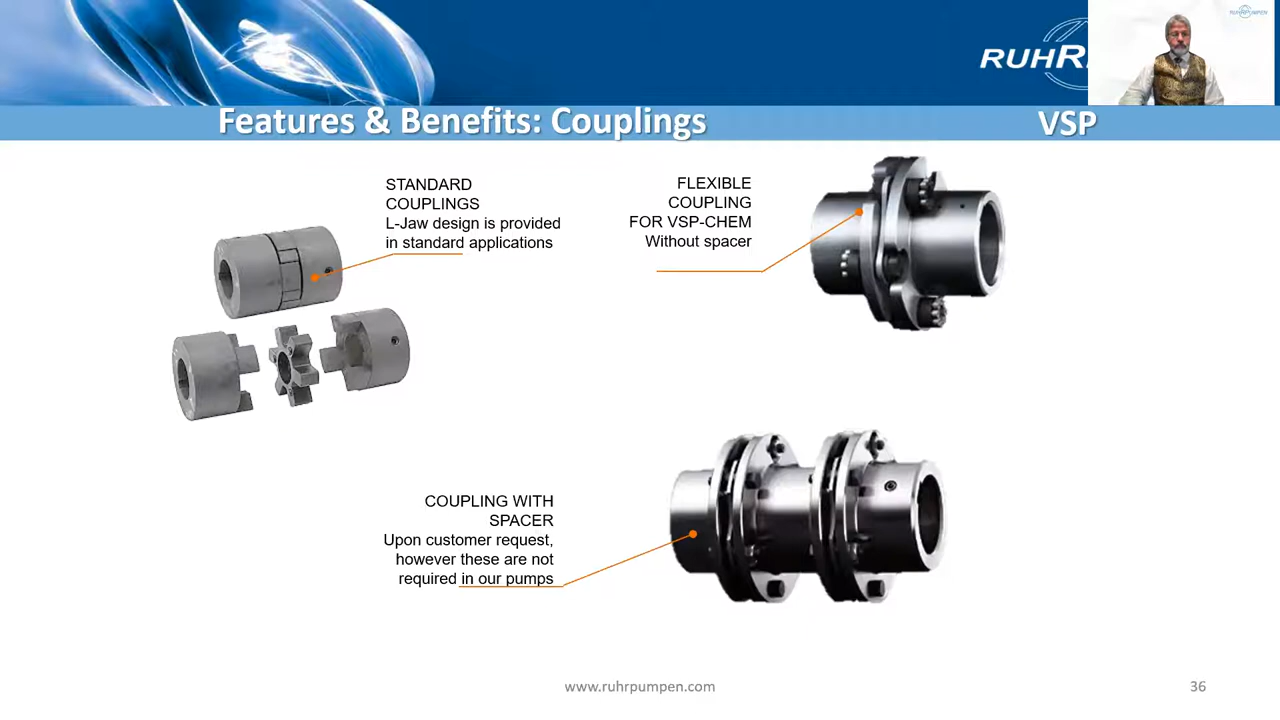 RUHRPUMPEN
RUHR
Features & Benefits: Couplings
VSP
STANDARD
COUPLINGS
L-Jaw design is provided
in standard applications
FLEXIBLE
COUPLING
FOR VSP-CHEM
Without spacer
COUPLING WITH
SPACER
Upon customer request,
however these are not
required in our pumps
www.ruhrpumpen.com
36